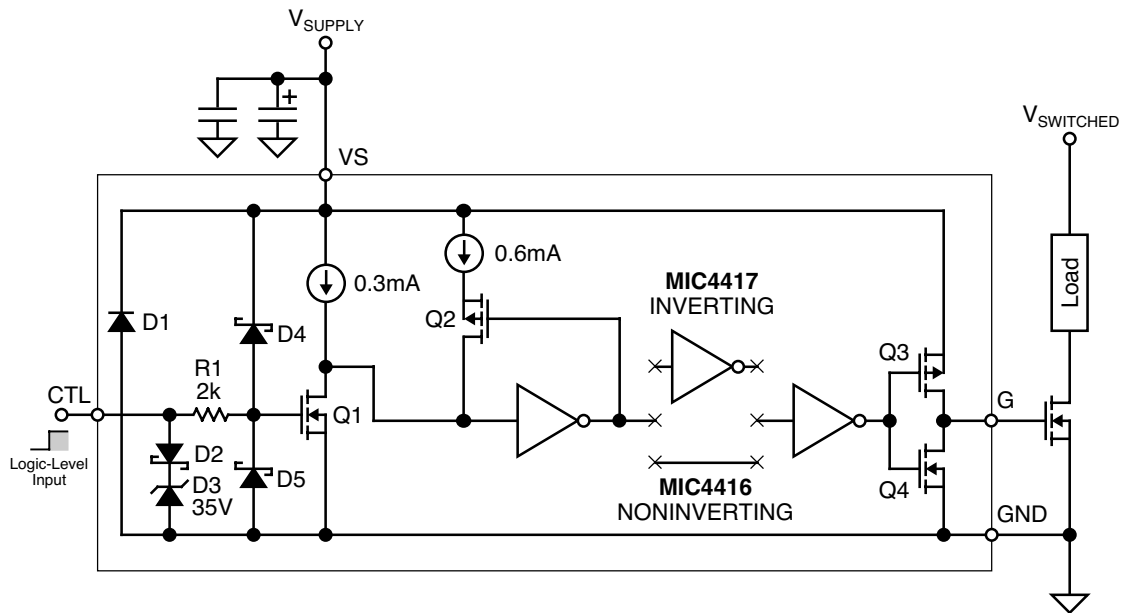 VSUPPLY
+
VS
VSWITCHED
0.6mA
0.3mA
MIC4417
INVERTING
Load
D1
D4
Q2
Q3
R1
2k
CTL
Q1
G
Logic-Level
Input
D2
D3
35V
D5
MIC4416
NONINVERTING
Q4
GND